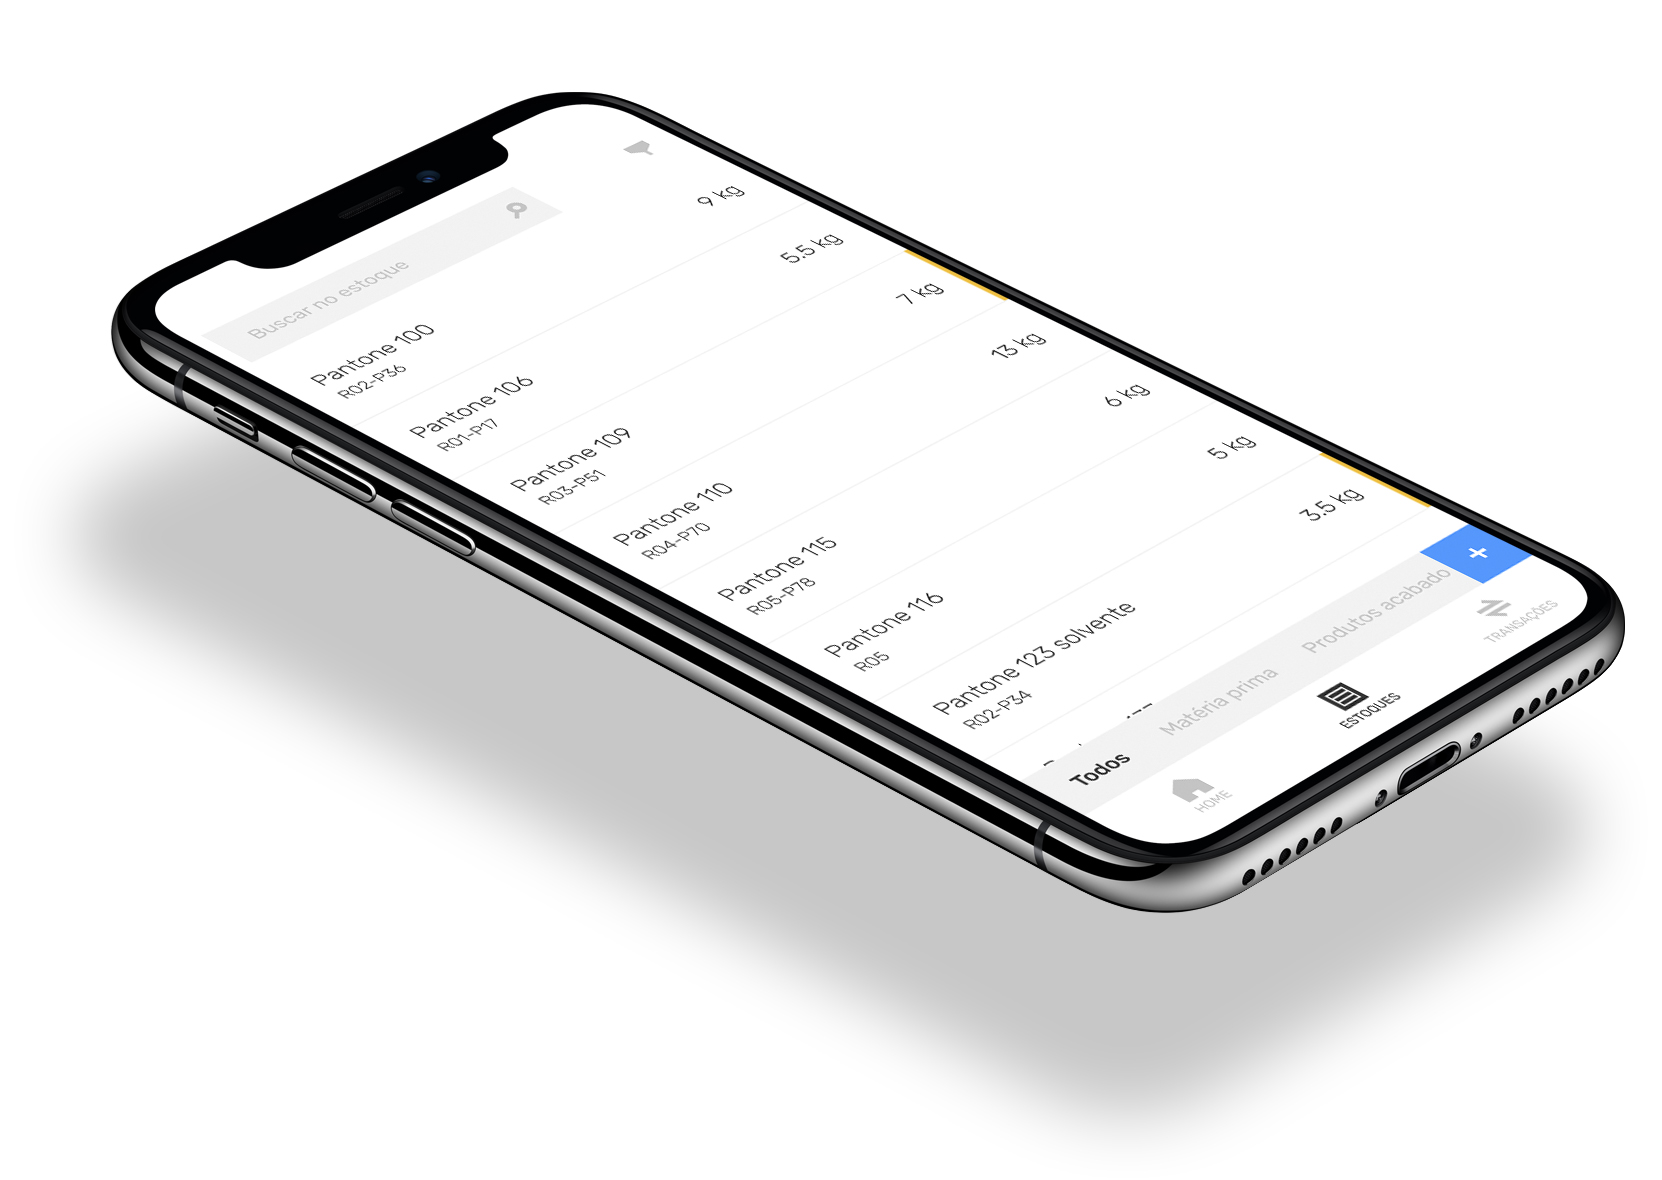 Buscar no estoque
Pantone 100
R02-P36
9 kg
Pantone 106
R01-P17
5.5 kg
Pantone 109
R03-P51
7 kg
Pantone 110
R04-P70
13 kg
Pantone 115
R05-P78
6 kg
Pantone 116
R05
5 kg
Pantone 123 solvente
R02-P34
3.5 kg
+
Todos
Matéria prima
Produtos acabado
HOME
ESTOQUES
TRANSAÇÕES